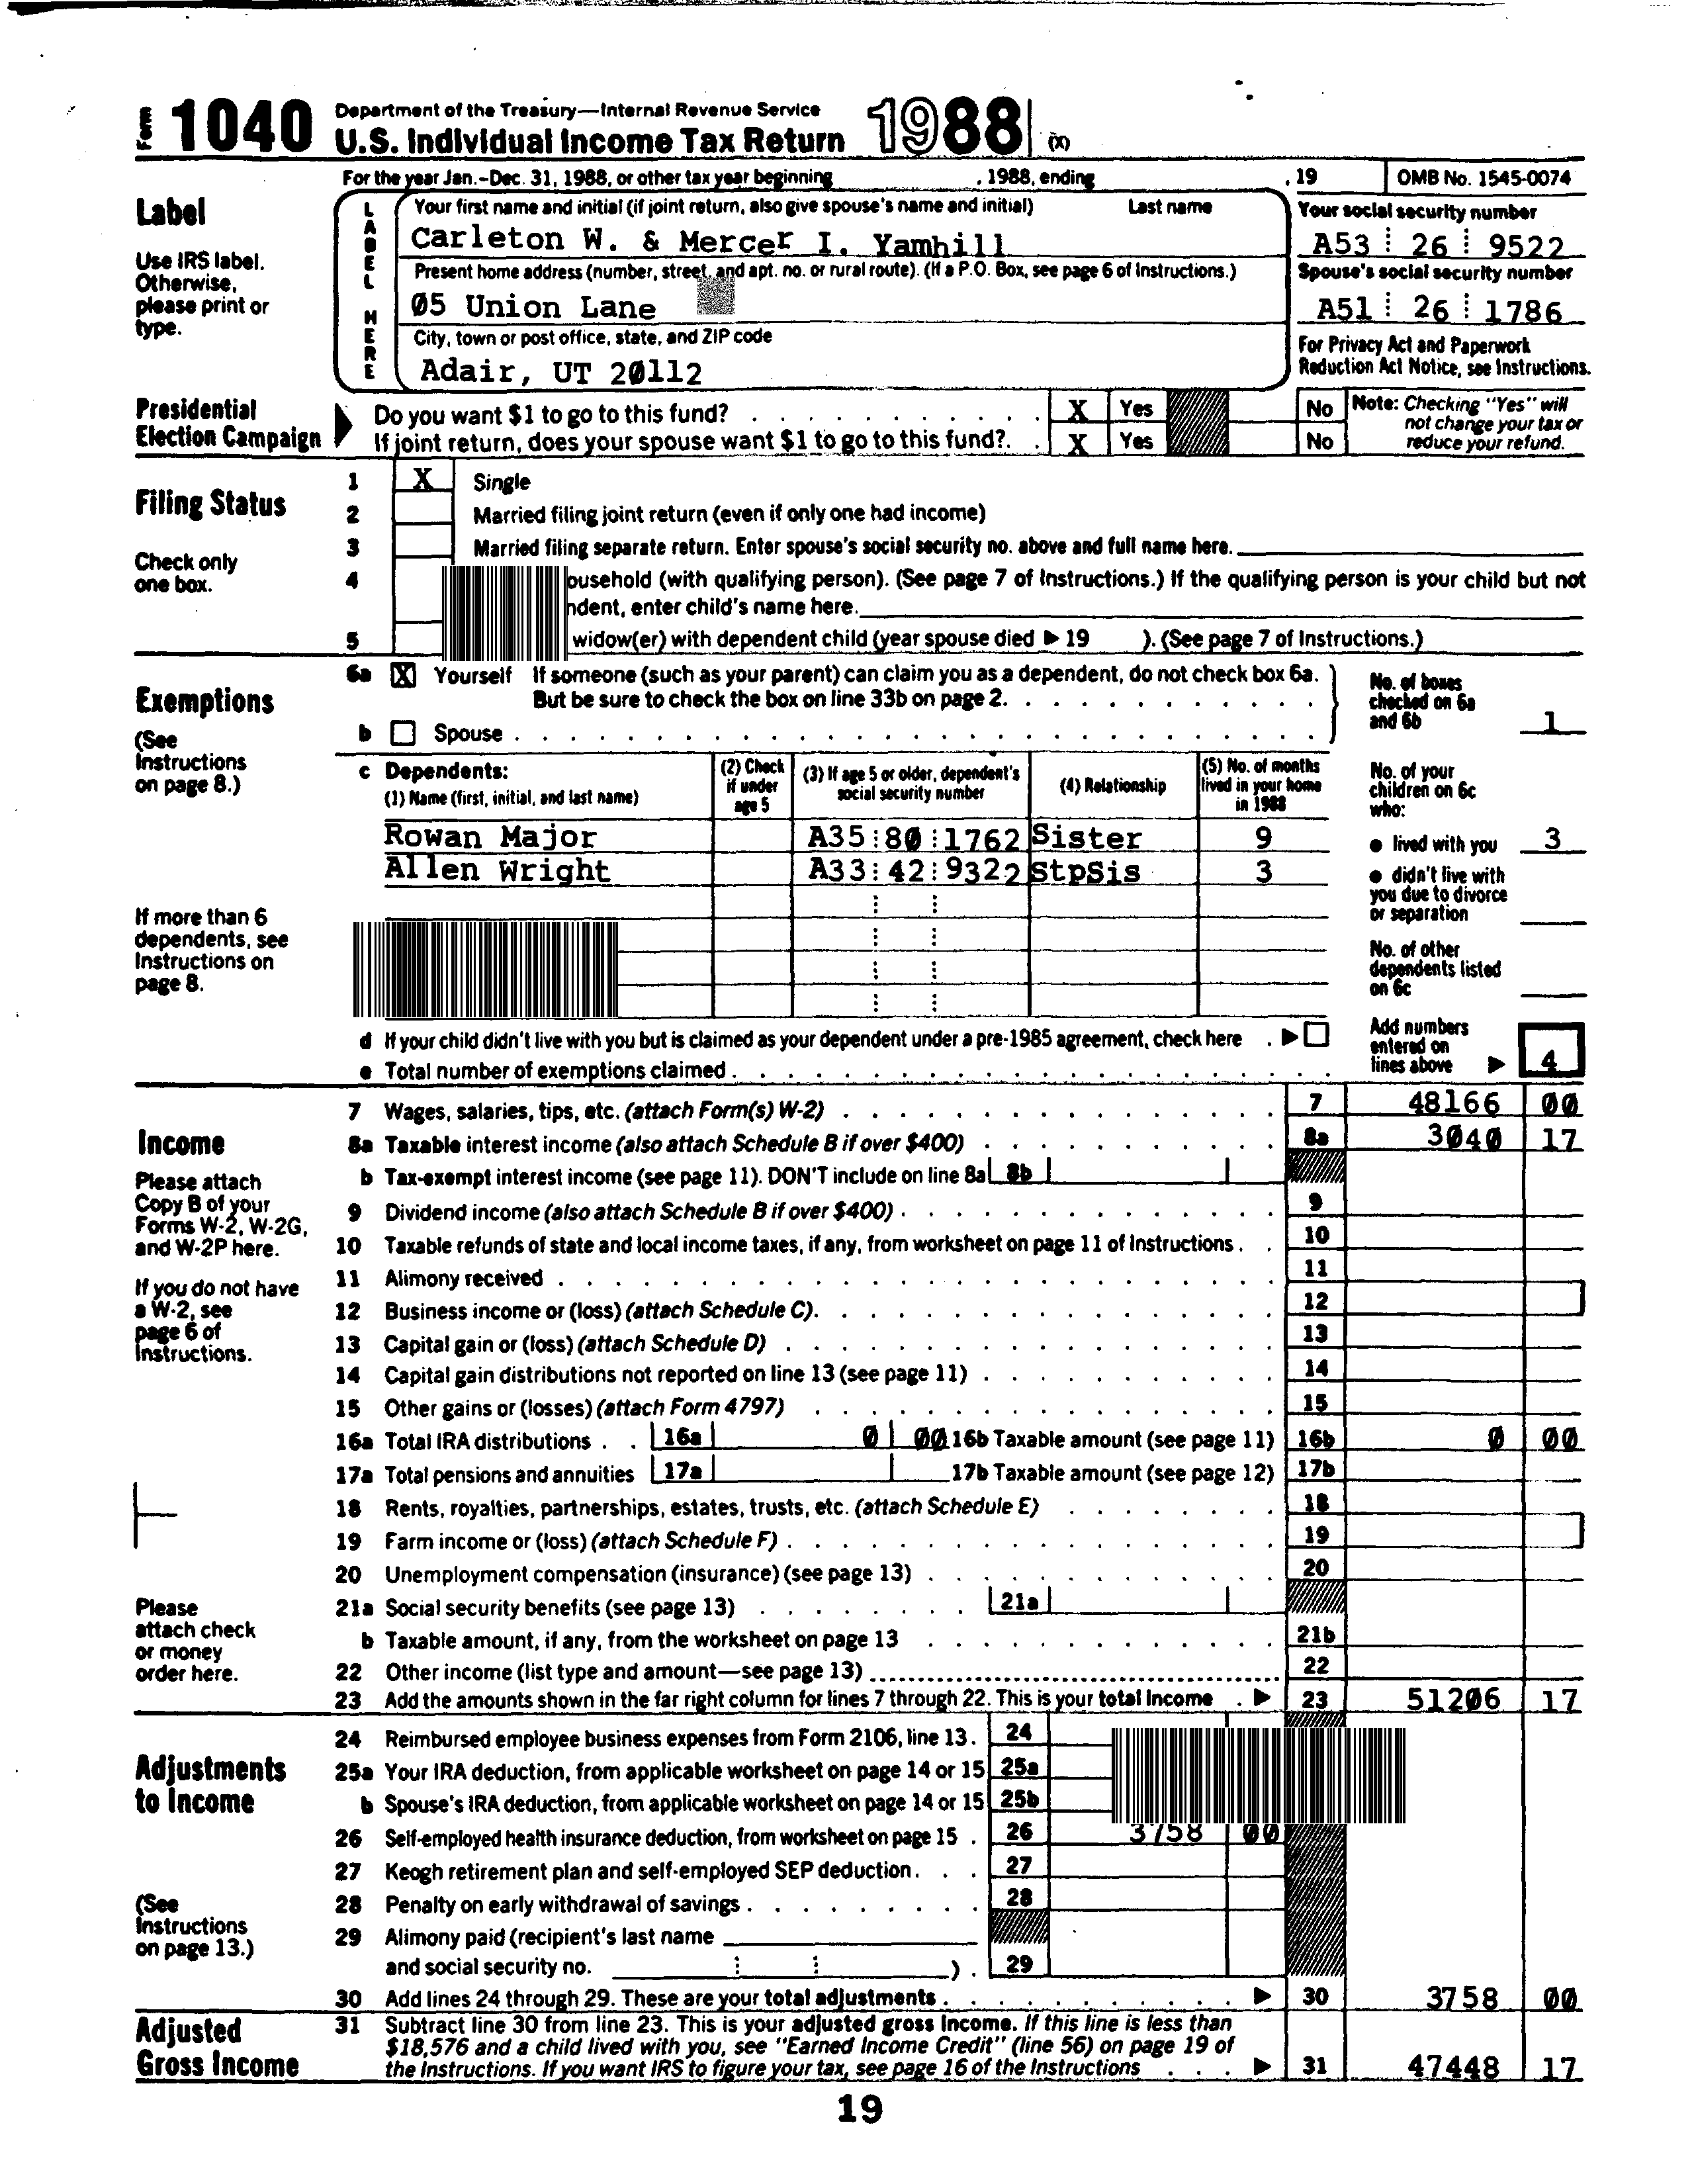 Form 1040 Department of the Treasury—Internal Revenue Service
U.S. Individual Income Tax Return 1988 (X)
For the year Jan.-Dec. 31, 1988, or other tax year beginning , 1988, ending , 19 OMB No. 1545-0074
Label
Use IRS label.
Otherwise,
please print or
type.
LABEL HERE
Your first name and initial (if joint return, also give spouse's name and initial) Last name
Carleton W. & Mercer I. Yamhill
Present home address (number, street, and apt. no. or rural route). (If a P.O. Box, see page 6 of Instructions.)
05 Union Lane
City, town or post office, state, and ZIP code
Adair, UT 20112
Your social security number
A53 26 9522
Spouse's social security number
A51 26 1786
For Privacy Act and Paperwork
Reduction Act Notice, see Instructions.
Presidential
Election Campaign
Do you want $1 to go to this fund? X Yes No
If joint return, does your spouse want $1 to go to this fund? X Yes No
Note: Checking "Yes" will
not change your tax or
reduce your refund.
Filing Status
Check only
one box.
1 X Single
2 Married filing joint return (even if only one had income)
3 Married filing separate return. Enter spouse's social security no. above and full name here.
4 ousehold (with qualifying person). (See page 7 of Instructions.) If the qualifying person is your child but not
ndent, enter child's name here.
5 widow(er) with dependent child (year spouse died ▶ 19 ). (See page 7 of Instructions.)
Exemptions
(See
Instructions
on page 8.)
If more than 6
dependents, see
Instructions on
page 8.
6a X Yourself If someone (such as your parent) can claim you as a dependent, do not check box 6a.
But be sure to check the box on line 33b on page 2.
b Spouse
No. of boxes
checked on 6a
and 6b 1
c Dependents:
(1) Name (first, initial, and last name)
(2) Check
if under
age 5
(3) If age 5 or older, dependent's
social security number
(4) Relationship
(5) No. of months
lived in your home
in 1988
Rowan Major A35 80 1762 Sister 9
Allen Wright A33 42 9322 StpSis 3
No. of your
children on 6c
who:
● lived with you 3
● didn't live with
you due to divorce
or separation
No. of other
dependents listed
on 6c
d If your child didn't live with you but is claimed as your dependent under a pre-1985 agreement, check here ▶
e Total number of exemptions claimed
Add numbers
entered on
lines above ▶ 4
Income
Please attach
Copy B of your
Forms W-2, W-2G,
and W-2P here.
If you do not have
a W-2, see
page 6 of
Instructions.
Please
attach check
or money
order here.
7 Wages, salaries, tips, etc. (attach Form(s) W-2) 7 48166 00
8a Taxable interest income (also attach Schedule B if over $400) 8a 3040 17
b Tax-exempt interest income (see page 11). DON'T include on line 8a 8b
9 Dividend income (also attach Schedule B if over $400) 9
10 Taxable refunds of state and local income taxes, if any, from worksheet on page 11 of Instructions 10
11 Alimony received 11
12 Business income or (loss) (attach Schedule C). 12
13 Capital gain or (loss) (attach Schedule D) 13
14 Capital gain distributions not reported on line 13 (see page 11) 14
15 Other gains or (losses) (attach Form 4797) 15
16a Total IRA distributions 16a 0 00 16b Taxable amount (see page 11) 16b 0 00
17a Total pensions and annuities 17a 17b Taxable amount (see page 12) 17b
18 Rents, royalties, partnerships, estates, trusts, etc. (attach Schedule E) 18
19 Farm income or (loss) (attach Schedule F) 19
20 Unemployment compensation (insurance) (see page 13) 20
21a Social security benefits (see page 13) 21a
b Taxable amount, if any, from the worksheet on page 13 21b
22 Other income (list type and amount—see page 13) 22
23 Add the amounts shown in the far right column for lines 7 through 22. This is your total income ▶ 23 51206 17
Adjustments
to Income
(See
Instructions
on page 13.)
24 Reimbursed employee business expenses from Form 2106, line 13. 24
25a Your IRA deduction, from applicable worksheet on page 14 or 15 25a
b Spouse's IRA deduction, from applicable worksheet on page 14 or 15 25b
26 Self-employed health insurance deduction, from worksheet on page 15 26 3758 00
27 Keogh retirement plan and self-employed SEP deduction 27
28 Penalty on early withdrawal of savings 28
29 Alimony paid (recipient's last name
and social security no. ) 29
30 Add lines 24 through 29. These are your total adjustments ▶ 30 3758 00
Adjusted
Gross Income
31 Subtract line 30 from line 23. This is your adjusted gross income. If this line is less than
$18,576 and a child lived with you, see "Earned Income Credit" (line 56) on page 19 of
the Instructions. If you want IRS to figure your tax, see page 16 of the Instructions ▶ 31 47448 17
19